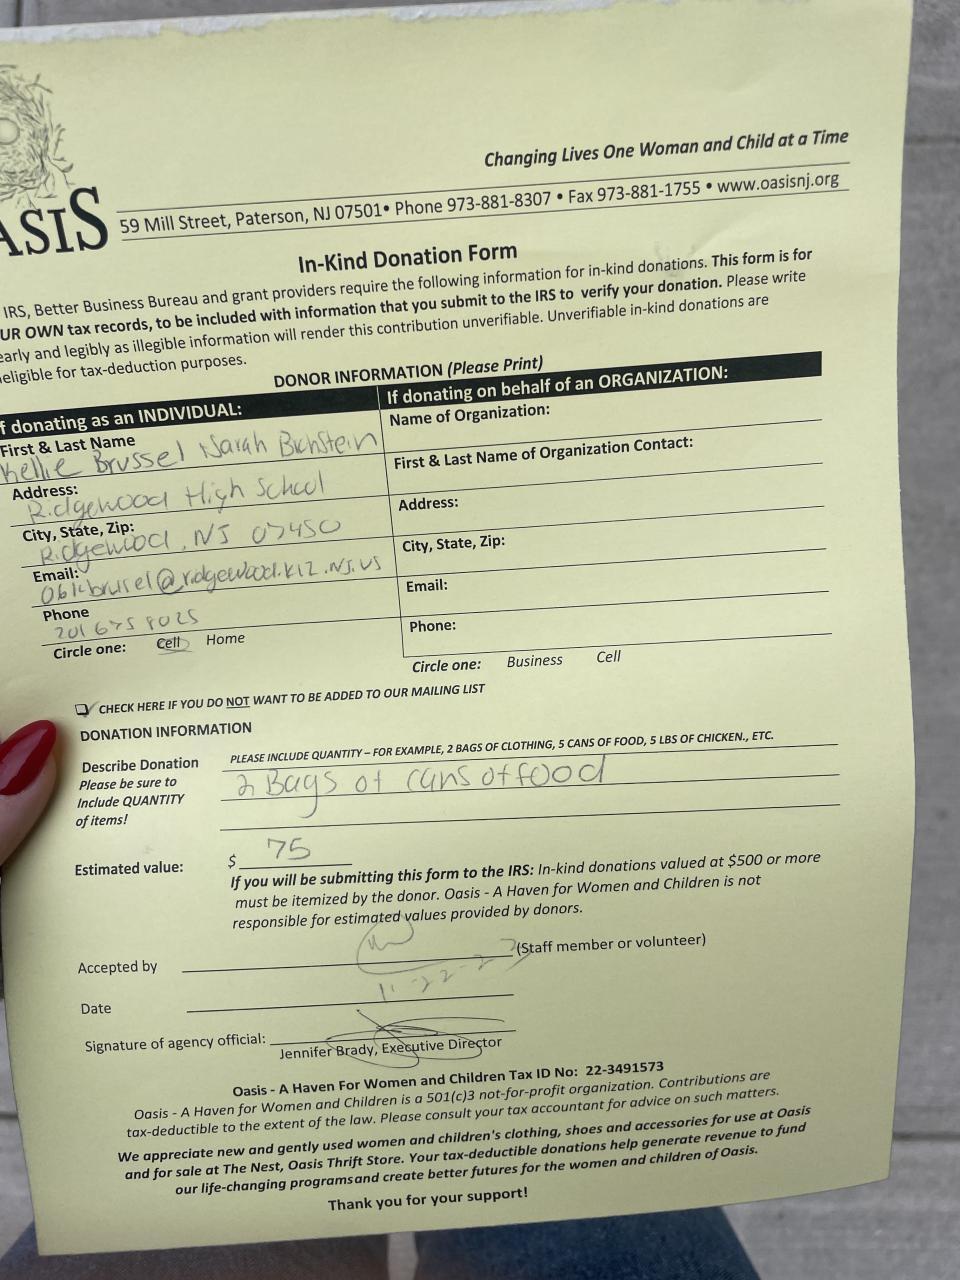 ASIS
Changing Lives One Woman and Child at a Time
59 Mill Street, Paterson, NJ 07501• Phone 973-881-8307 • Fax 973-881-1755 • www.oasisnj.org
In-Kind Donation Form
IRS, Better Business Bureau and grant providers require the following information for in-kind donations. This form is for
UR OWN tax records, to be included with information that you submit to the IRS to verify your donation. Please write
early and legibly as illegible information will render this contribution unverifiable. Unverifiable in-kind donations are
neligible for tax-deduction purposes.
DONOR INFORMATION (Please Print)
f donating as an INDIVIDUAL:
First & Last Name
Kellie Brussel Sarah
Address:
Ridgewood High School
City, State, Zip:
Ridgewood, NJ 07450
Email:
@ridgewood.k12.NJ.US
Phone
201 675 8025
Circle one: Cell Home
If donating on behalf of an ORGANIZATION:
Name of Organization:
First & Last Name of Organization Contact:
Address:
City, State, Zip:
Email:
Phone:
Circle one: Business Cell
CHECK HERE IF YOU DO NOT WANT TO BE ADDED TO OUR MAILING LIST
DONATION INFORMATION
Describe Donation
Please be sure to
Include QUANTITY
of items!
PLEASE INCLUDE QUANTITY – FOR EXAMPLE, 2 BAGS OF CLOTHING, 5 CANS OF FOOD, 5 LBS OF CHICKEN., ETC.
2 Bags of cans of food
Estimated value: $ 75
If you will be submitting this form to the IRS: In-kind donations valued at $500 or more
must be itemized by the donor. Oasis - A Haven for Women and Children is not
responsible for estimated values provided by donors.
Accepted by (Staff member or volunteer)
Date 11-22-
Signature of agency official:
Jennifer Brady, Executive Director
Oasis - A Haven For Women and Children Tax ID No: 22-3491573
Oasis - A Haven for Women and Children is a 501(c)3 not-for-profit organization. Contributions are
tax-deductible to the extent of the law. Please consult your tax accountant for advice on such matters.
We appreciate new and gently used women and children's clothing, shoes and accessories for use at Oasis
and for sale at The Nest, Oasis Thrift Store. Your tax-deductible donations help generate revenue to fund
our life-changing programs and create better futures for the women and children of Oasis.
Thank you for your support!